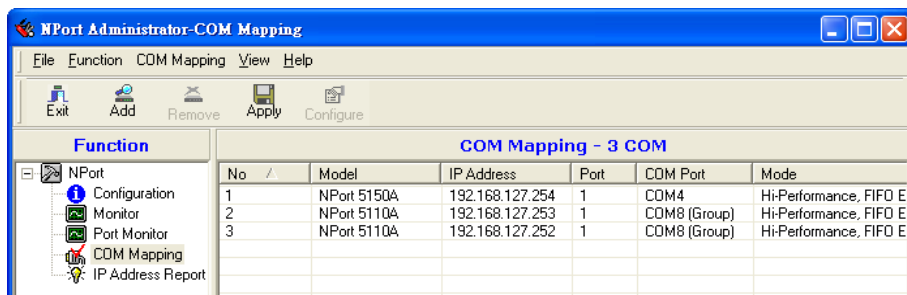 NPort Administrator-COM Mapping
File Function COM Mapping View Help
Exit Add Remove Apply Configure
Function
COM Mapping - 3 COM
NPort
Configuration
Monitor
Port Monitor
COM Mapping
IP Address Report
No Model IP Address Port COM Port Mode
1 NPort 5150A 192.168.127.254 1 COM4 Hi-Performance, FIFO E
2 NPort 5110A 192.168.127.253 1 COM8 (Group) Hi-Performance, FIFO E
3 NPort 5110A 192.168.127.252 1 COM8 (Group) Hi-Performance, FIFO E